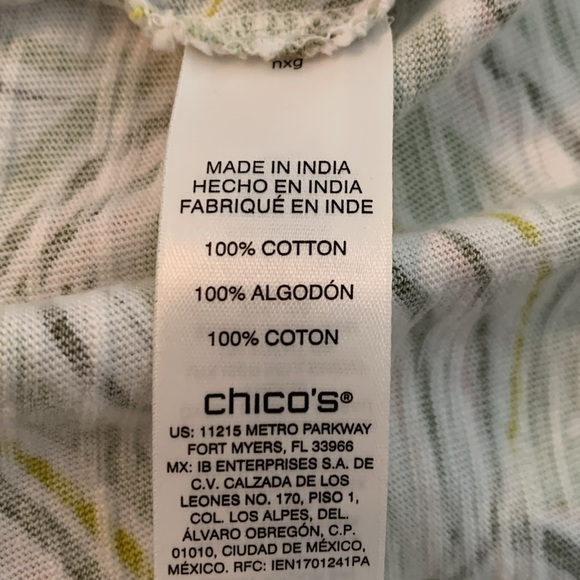 nxg
MADE IN INDIA
HECHO EN INDIA
FABRIQUÉ EN INDE
100% COTTON
100% ALGODÓN
100% COTON
chico's®
US: 11215 METRO PARKWAY
FORT MYERS, FL 33966
MX: IB ENTERPRISES S.A. DE
C.V. CALZADA DE LOS
LEONES NO. 170, PISO 1,
COL. LOS ALPES, DEL.
ÁLVARO OBREGÓN, C.P.
01010, CIUDAD DE MÉXICO,
MÉXICO. RFC: IEN1701241PA